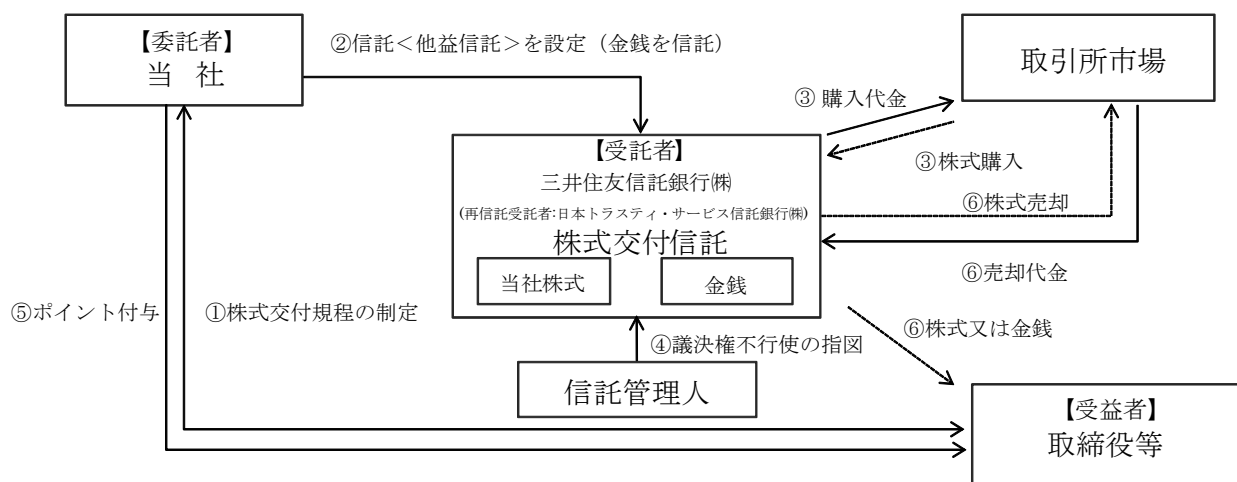 【委託者】
当 社
②信託<他益信託>を設定（金銭を信託）
取引所市場
③ 購入代金
③株式購入
【受託者】
三井住友信託銀行㈱
(再信託受託者:日本トラスティ・サービス信託銀行㈱)
株式交付信託
当社株式
金銭
⑥株式売却
⑥売却代金
⑤ポイント付与
①株式交付規程の制定
④議決権不行使の指図
⑥株式又は金銭
信託管理人
【受益者】
取締役等